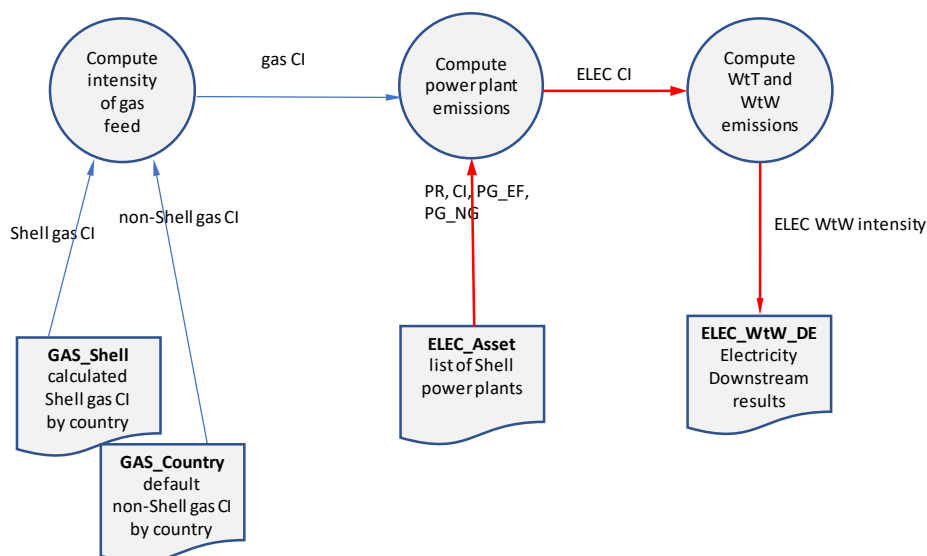 Compute
intensity
of gas
feed
gas CI
Compute
power plant
emissions
ELEC CI
Compute
WtT and
WtW
emissions
Shell gas CI
non-Shell gas CI
PR, CI, PG_EF,
PG_NG
ELEC WtW intensity
GAS_Shell
calculated
Shell gas CI
by country
GAS_Country
default
non-Shell gas CI
by country
ELEC_Asset
list of Shell
power plants
ELEC_WtW_DE
Electricity
Downstream
results